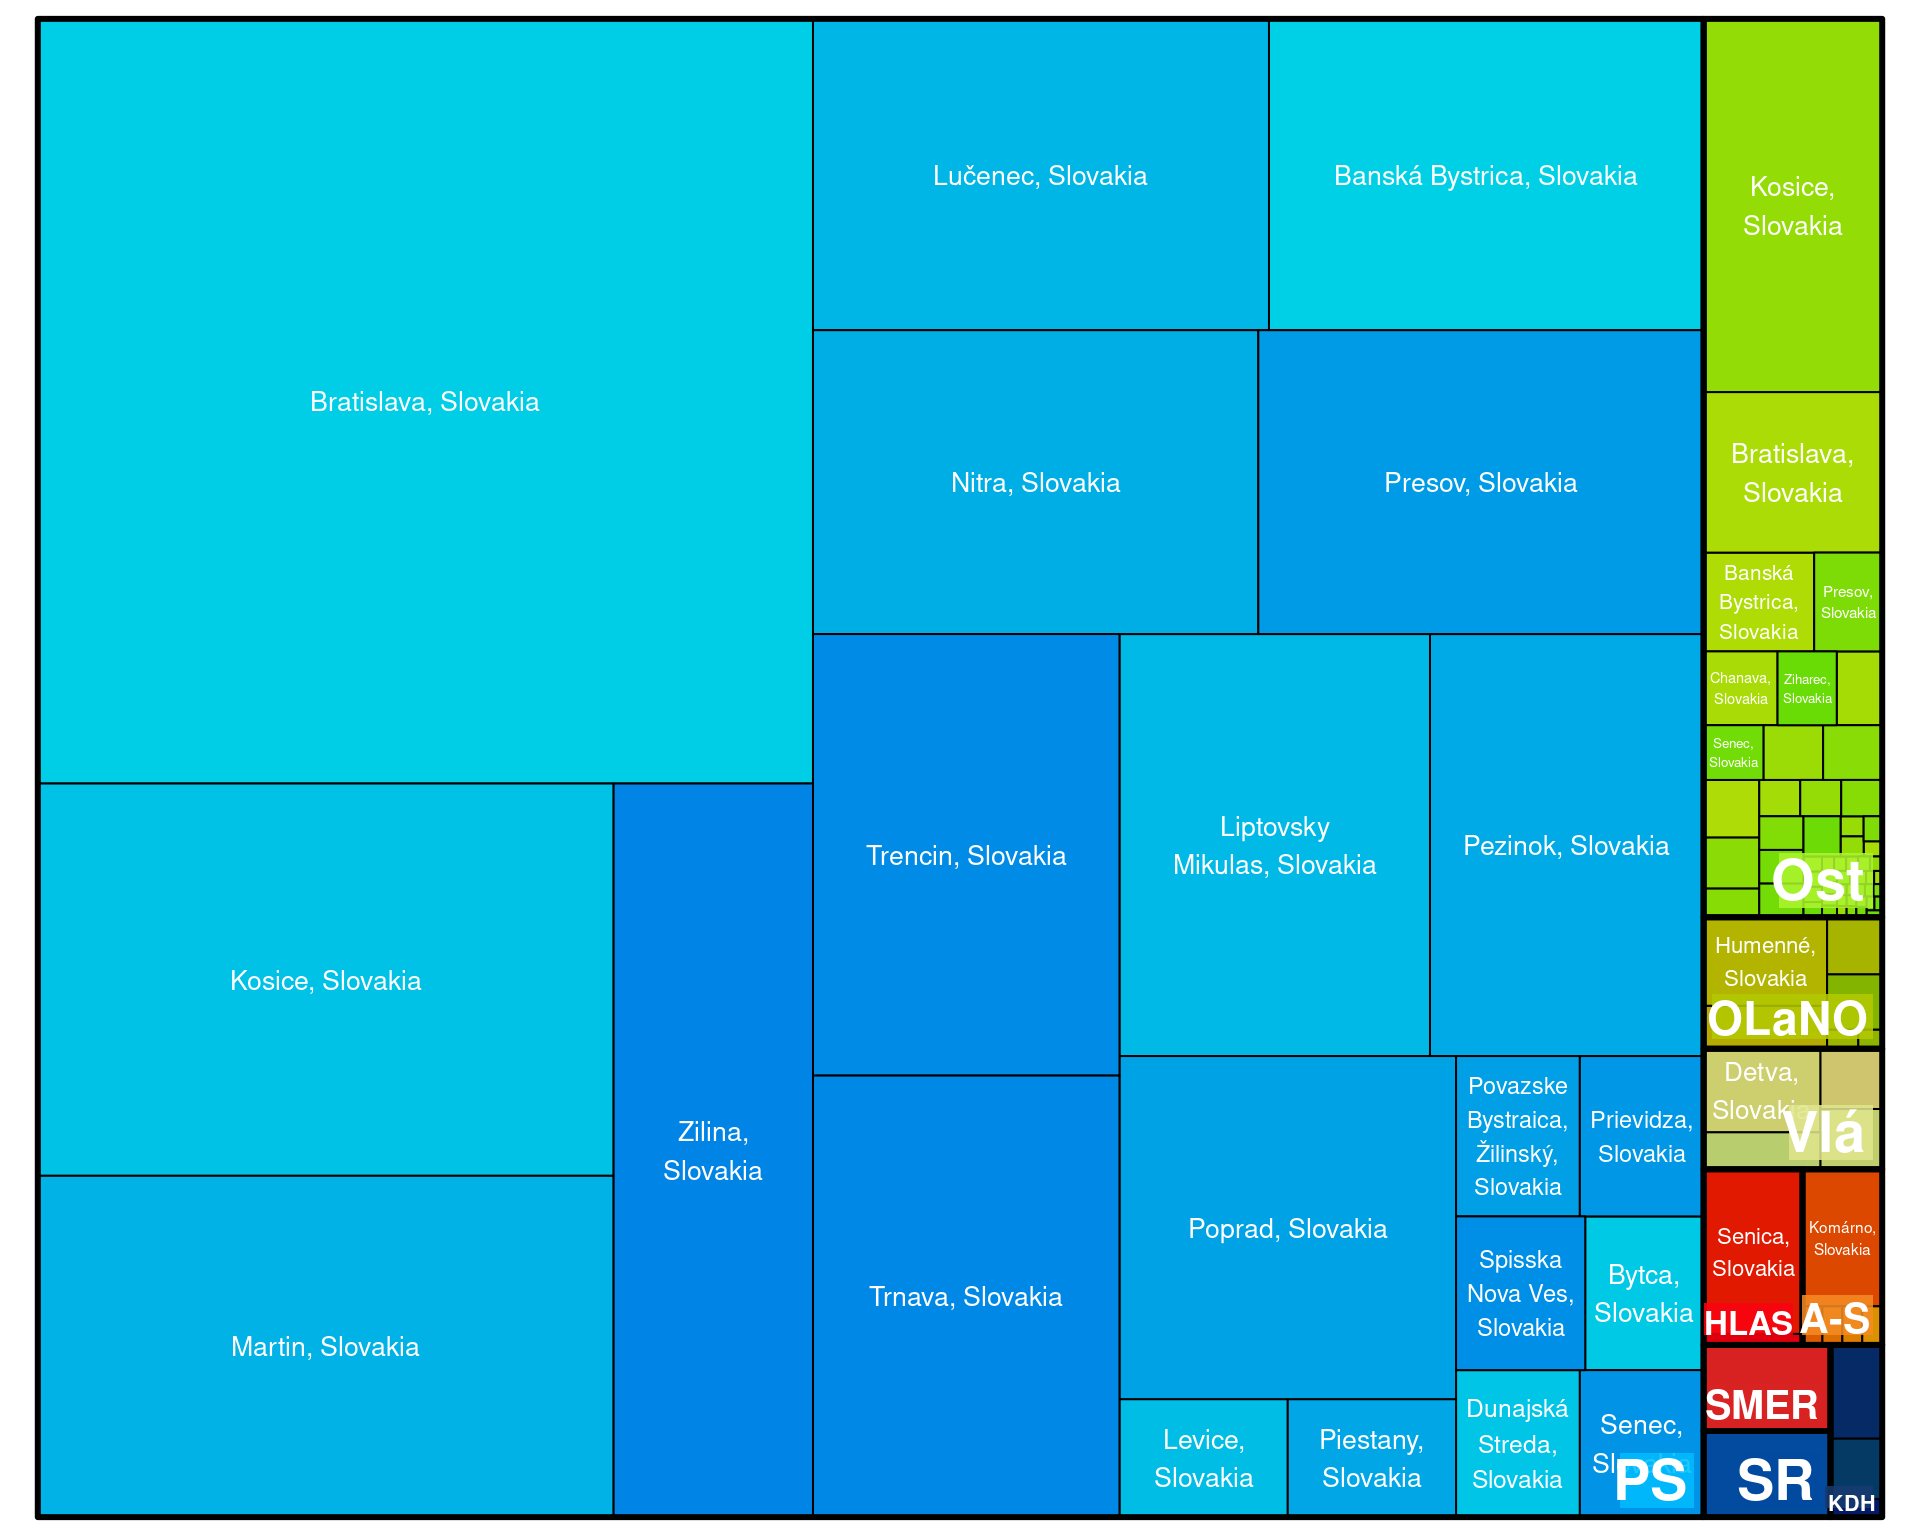 Bratislava, Slovakia
Lučenec, Slovakia
Banská Bystrica, Slovakia
Nitra, Slovakia
Presov, Slovakia
Kosice, Slovakia
Martin, Slovakia
Zilina,
Slovakia
Trencin, Slovakia
Trnava, Slovakia
Liptovsky
Mikulas, Slovakia
Pezinok, Slovakia
Poprad, Slovakia
Povazske
Bystraica,
Žilinský,
Slovakia
Prievidza,
Slovakia
Spisska
Nova Ves,
Slovakia
Bytca,
Slovakia
Levice,
Slovakia
Piestany,
Slovakia
Dunajská
Streda,
Slovakia
Senec,
PS
Kosice,
Slovakia
Bratislava,
Slovakia
Banská
Bystrica,
Slovakia
Presov,
Slovakia
Chanava,
Slovakia
Ziharec,
Slovakia
Senec,
Slovakia
Ost
Humenné,
Slovakia
OLaNO
Detva,
Slovakia
Vlá
Senica,
Slovakia
HLAS
Komárno,
Slovakia
A-S
SMER
SR
KDH